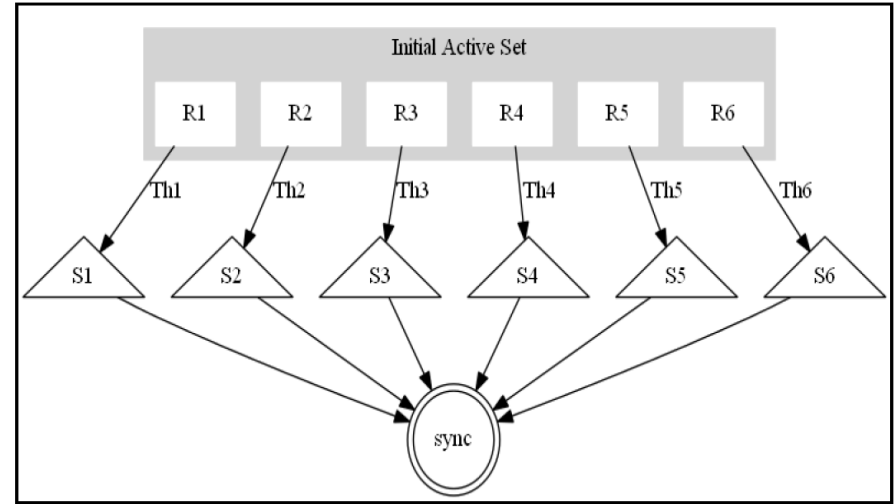 Initial Active Set
R1 R2 R3 R4 R5 R6
Th1 Th2 Th3 Th4 Th5 Th6
S1 S2 S3 S4 S5 S6
sync